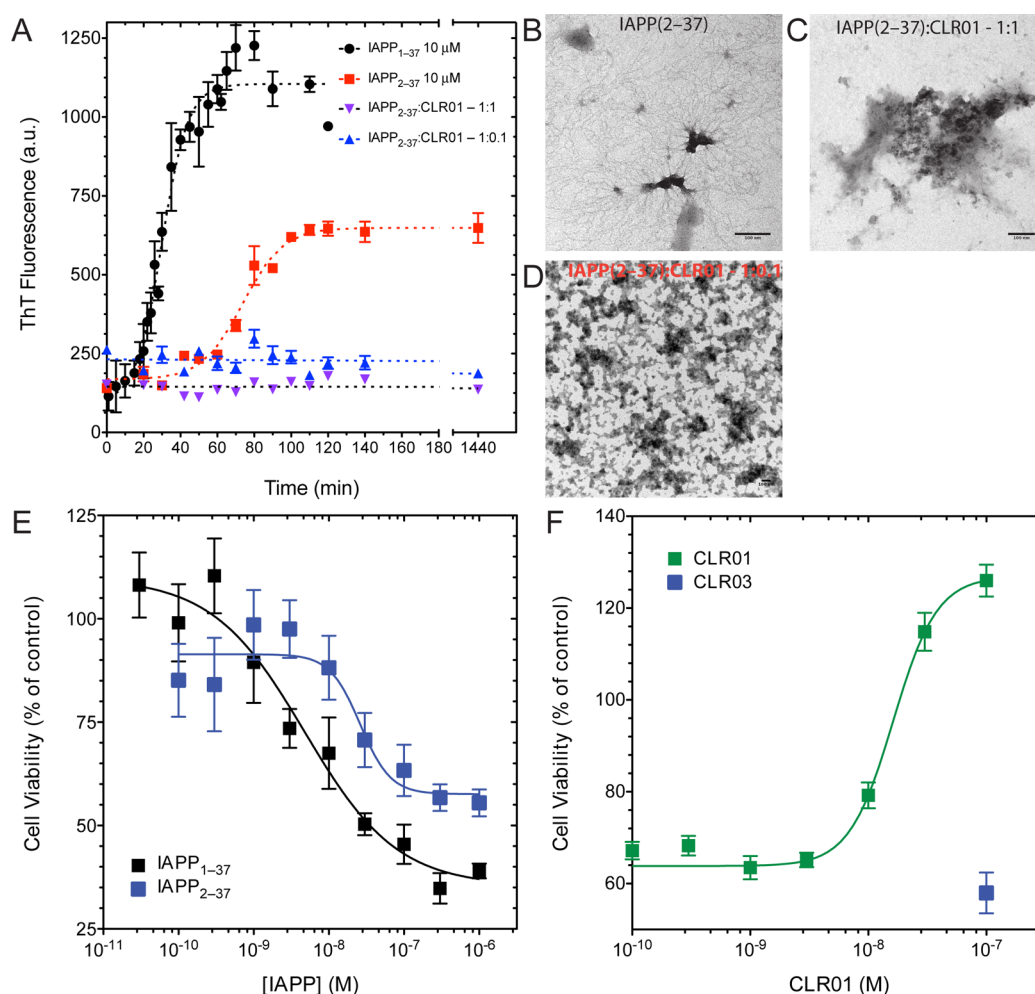 A
ThT Fluorescence (a.u.)
1250
1000
750
500
250
0
0 20 40 60 80 100 120 140 160 180 1440
Time (min)
IAPP1–37 10 µM
IAPP2–37 10 µM
IAPP2–37:CLR01 – 1:1
IAPP2–37:CLR01 – 1:0.1
B
IAPP(2–37)
100 nm
C
IAPP(2–37):CLR01 - 1:1
100 nm
D
IAPP(2–37):CLR01 - 1:0.1
E
Cell Viability (% of control)
125
100
75
50
25
IAPP1–37
IAPP2–37
10-11 10-10 10-9 10-8 10-7 10-6
[IAPP] (M)
F
Cell Viability (% of control)
140
120
100
80
60
CLR01
CLR03
10-10 10-9 10-8 10-7
CLR01 (M)